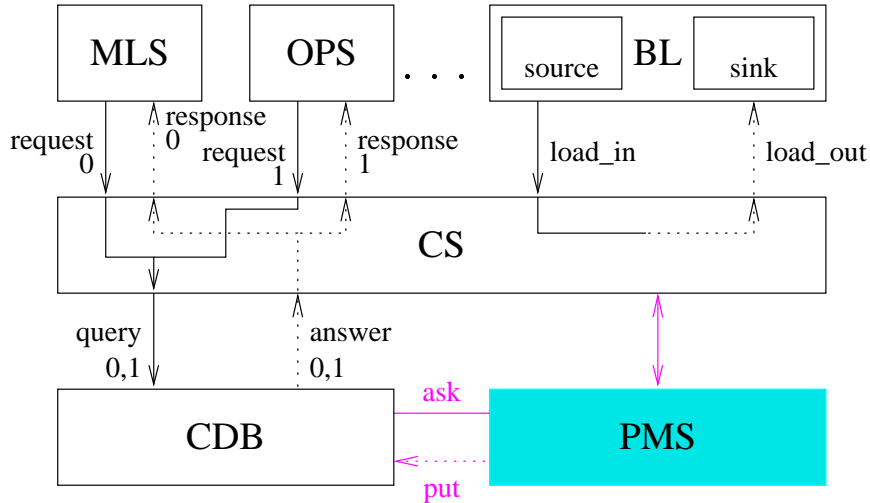 MLS
OPS
. . .
BL
source
sink
request
0
response
0
request
1
response
1
load_in
load_out
CS
query
0,1
answer
0,1
ask
CDB
PMS
put